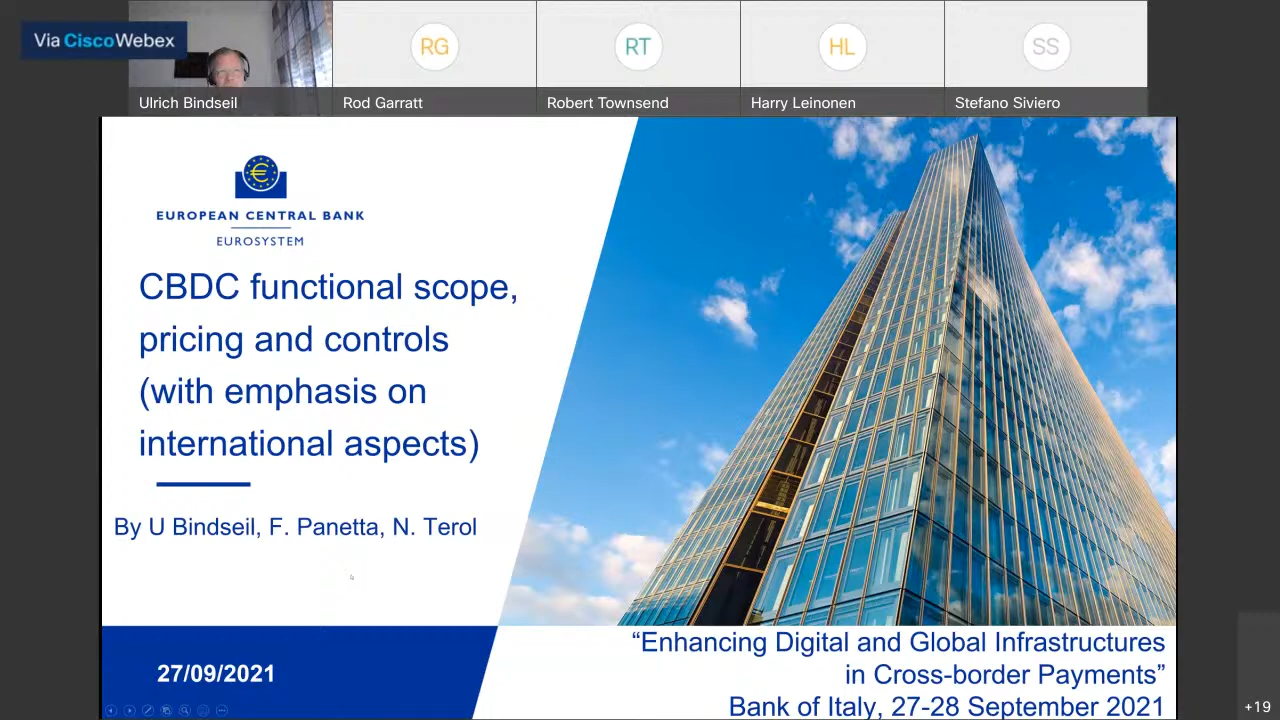 Via Cisco Webex
RG
RT
HL
SS
Ulrich Bindseil
Rod Garratt
Robert Townsend
Harry Leinonen
Stefano Siviero
EUROPEAN CENTRAL BANK
EUROSYSTEM
CBDC functional scope,
pricing and controls
(with emphasis on
international aspects)
By U Bindseil, F. Panetta, N. Terol
27/09/2021
“Enhancing Digital and Global Infrastructures
in Cross-border Payments”
Bank of Italy, 27-28 September 2021
+19